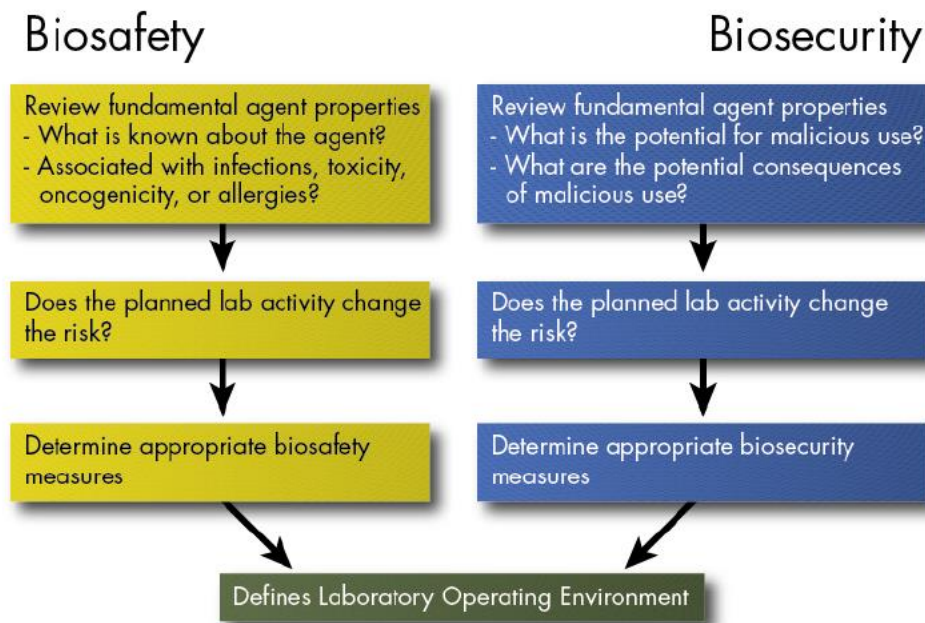 Biosafety
Review fundamental agent properties
- What is known about the agent?
- Associated with infections, toxicity,
oncogenicity, or allergies?
Does the planned lab activity change
the risk?
Determine appropriate biosafety
measures
Biosecurity
Review fundamental agent properties
- What is the potential for malicious use?
- What are the potential consequences
of malicious use?
Does the planned lab activity change
the risk?
Determine appropriate biosecurity
measures
Defines Laboratory Operating Environment